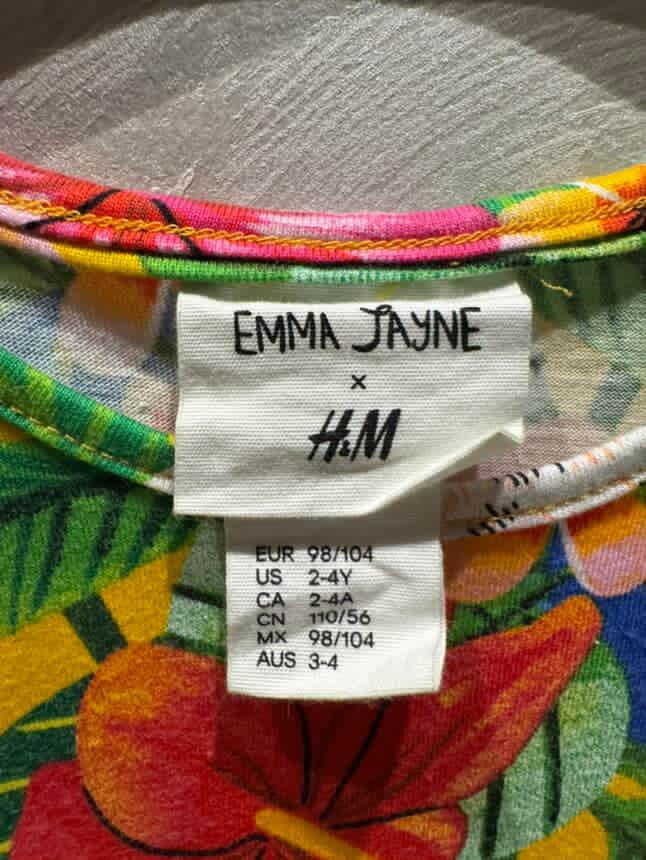 EMMA JAYNE
×
H&M
EUR 98/104
US 2-4Y
CA 2-4A
CN 110/56
MX 98/104
AUS 3-4